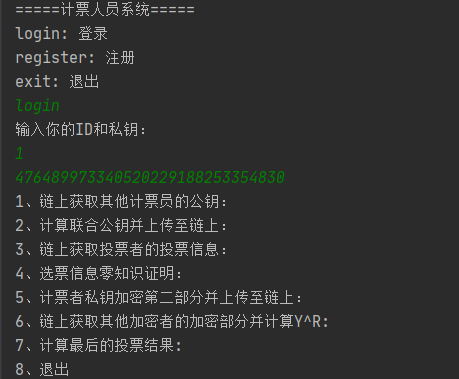 =====计票人员系统=====
login: 登录
register: 注册
exit: 退出
login
输入你的ID和私钥:
1
476489973340520229188253354830
1、链上获取其他计票员的公钥:
2、计算联合公钥并上传至链上:
3、链上获取投票者的投票信息:
4、选票信息零知识证明:
5、计票者私钥加密第二部分并上传至链上:
6、链上获取其他加密者的加密部分并计算Y^R:
7、计算最后的投票结果:
8、退出